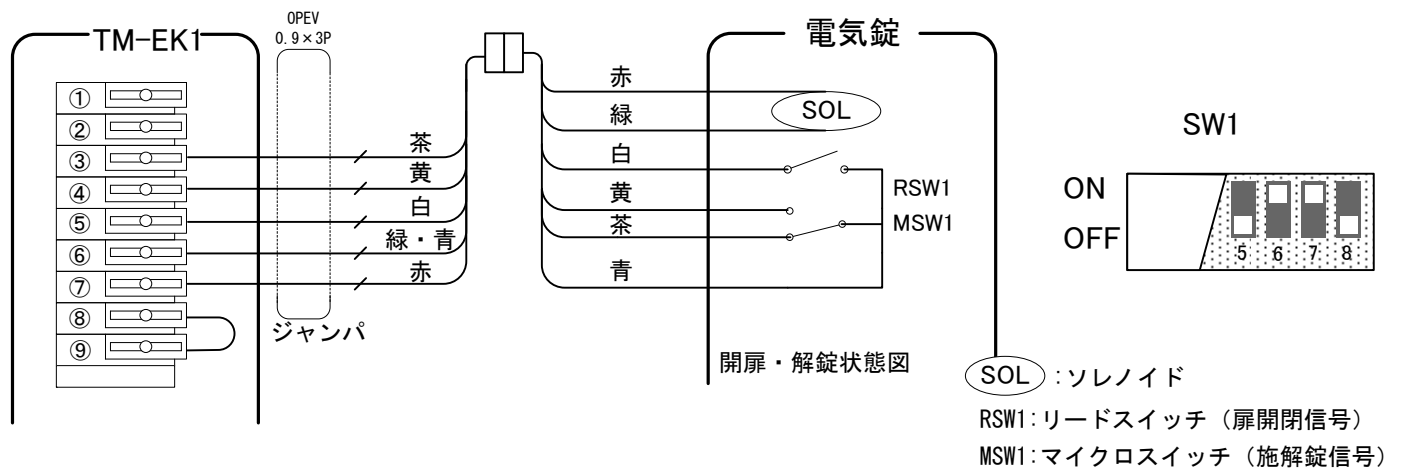 TM-EK1
OPEV
0.9×3P
電気錠
①
②
③
④
⑤
⑥
⑦
⑧
⑨
茶
黄
白
緑・青
赤
ジャンパ
赤
緑
白
黄
茶
青
SOL
RSW1
MSW1
開扉・解錠状態図
SW1
ON
OFF
5 6 7 8
SOL:ソレノイド
RSW1:リードスイッチ（扉開閉信号）
MSW1:マイクロスイッチ（施解錠信号）